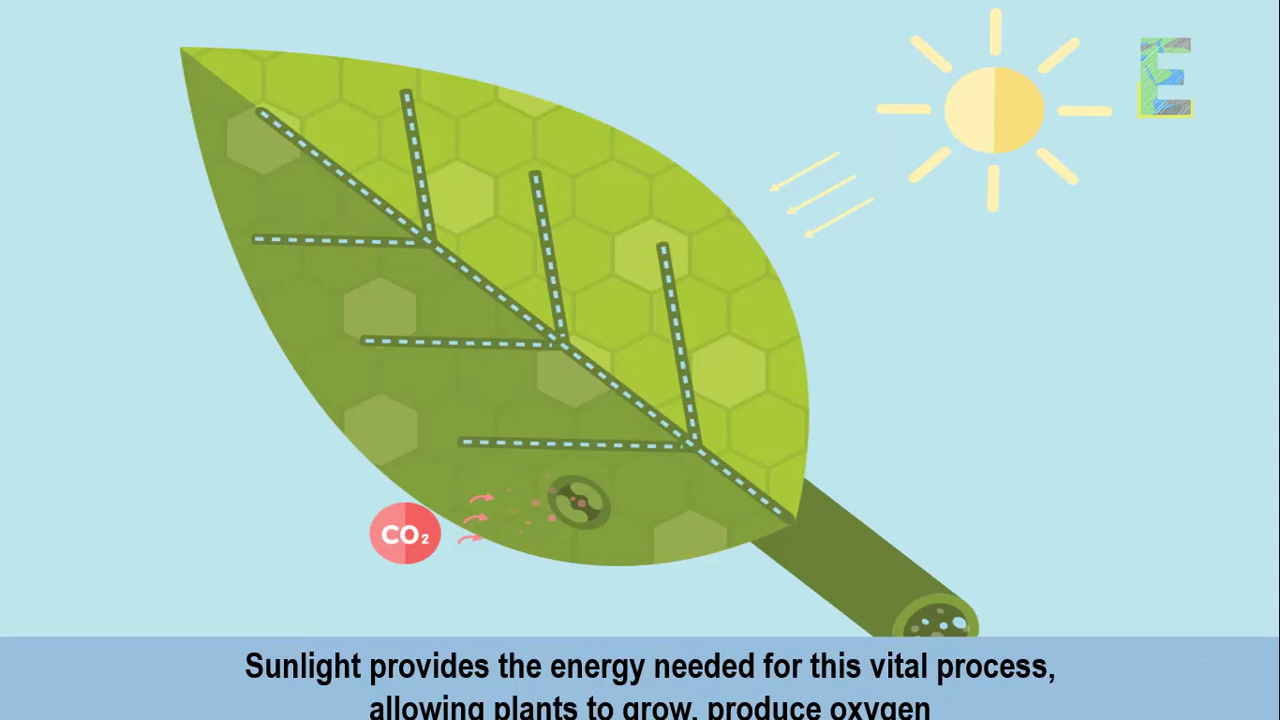 E
CO₂
Sunlight provides the energy needed for this vital process,
allowing plants to grow, produce oxygen